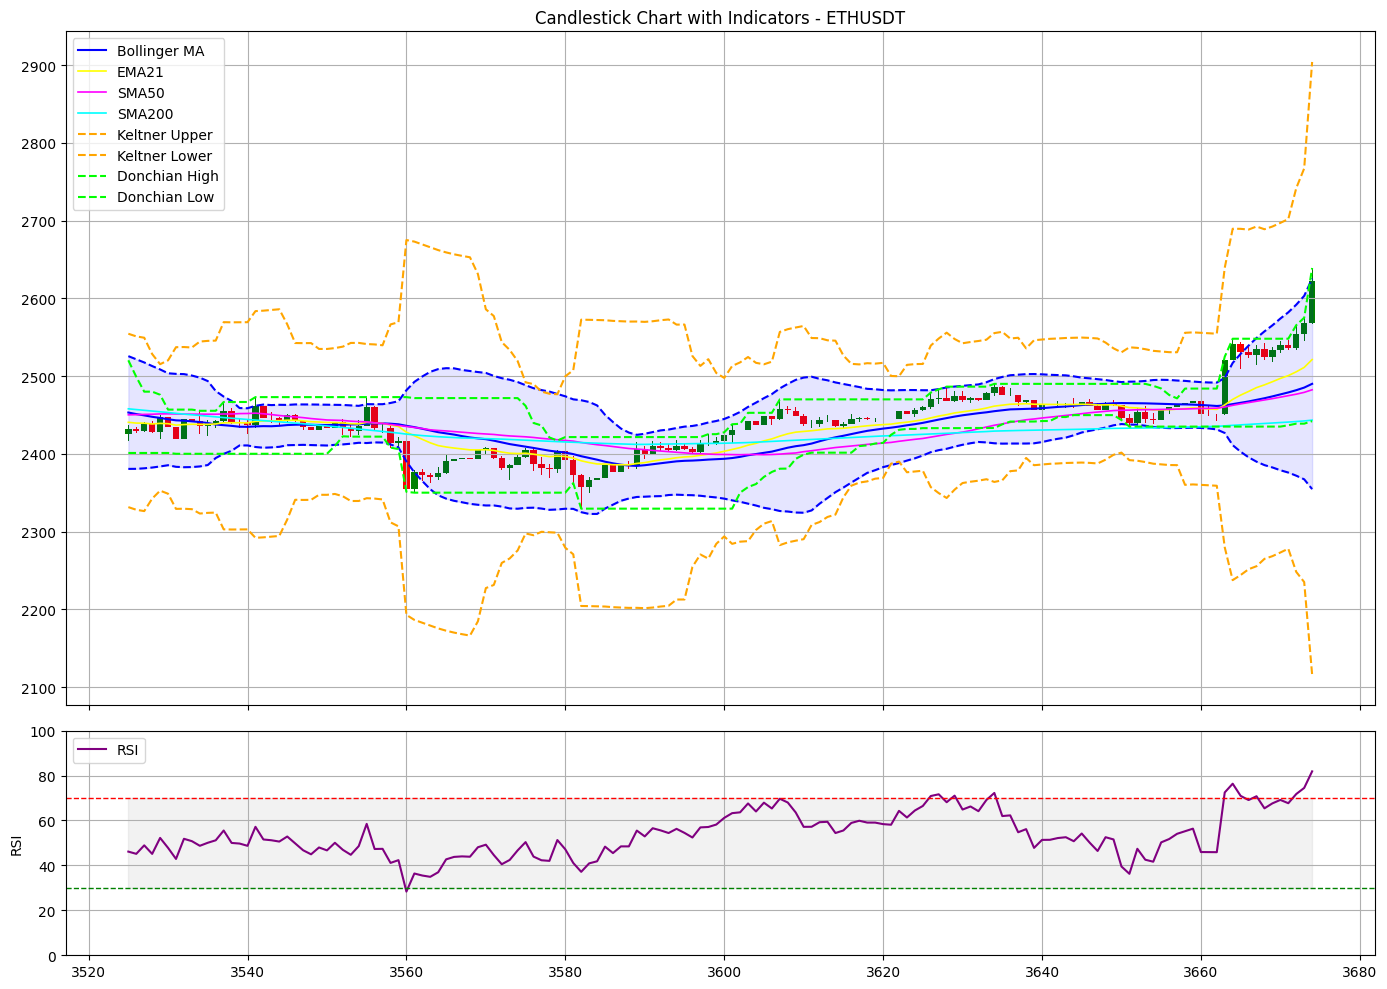 Candlestick Chart with Indicators - ETHUSDT
Bollinger MA
EMA21
SMA50
SMA200
Keltner Upper
Keltner Lower
Donchian High
Donchian Low
2900
2800
2700
2600
2500
2400
2300
2200
2100
RSI
100
80
60
40
20
0
RSI
3520
3540
3560
3580
3600
3620
3640
3660
3680